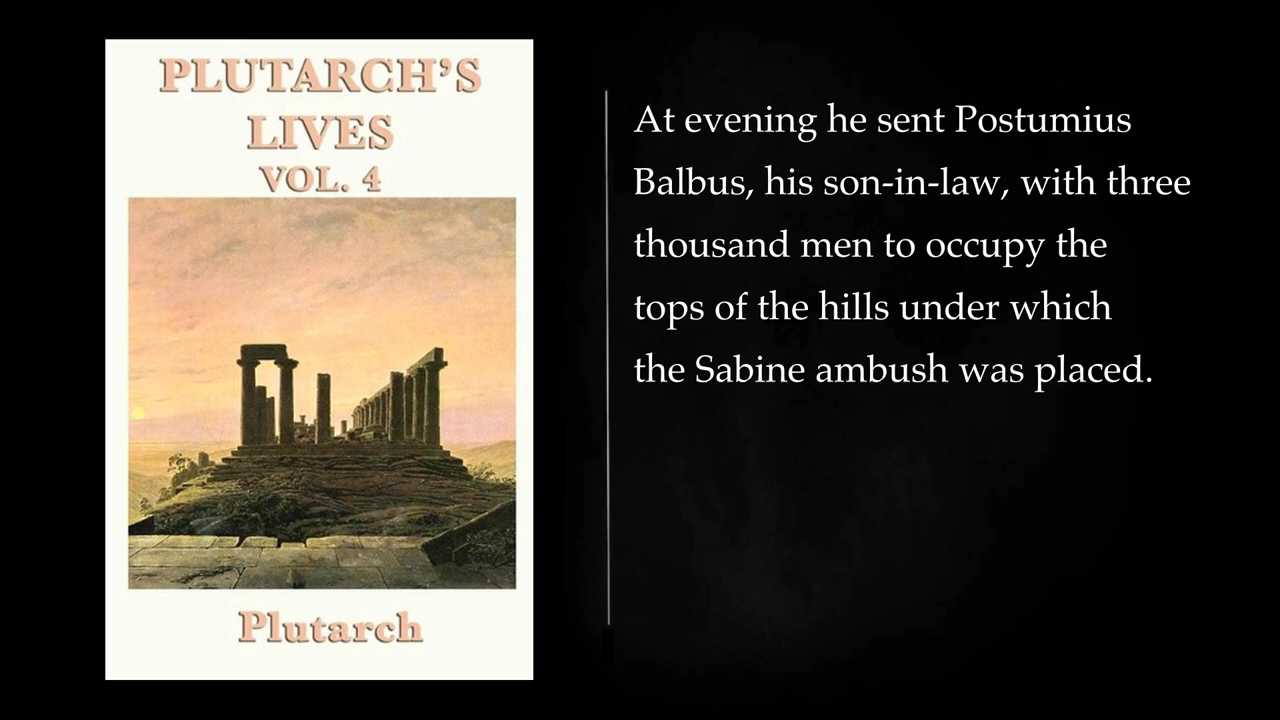 PLUTARCH'S
LIVES
VOL. 4
Plutarch
At evening he sent Postumius
Balbus, his son-in-law, with three
thousand men to occupy the
tops of the hills under which
the Sabine ambush was placed.